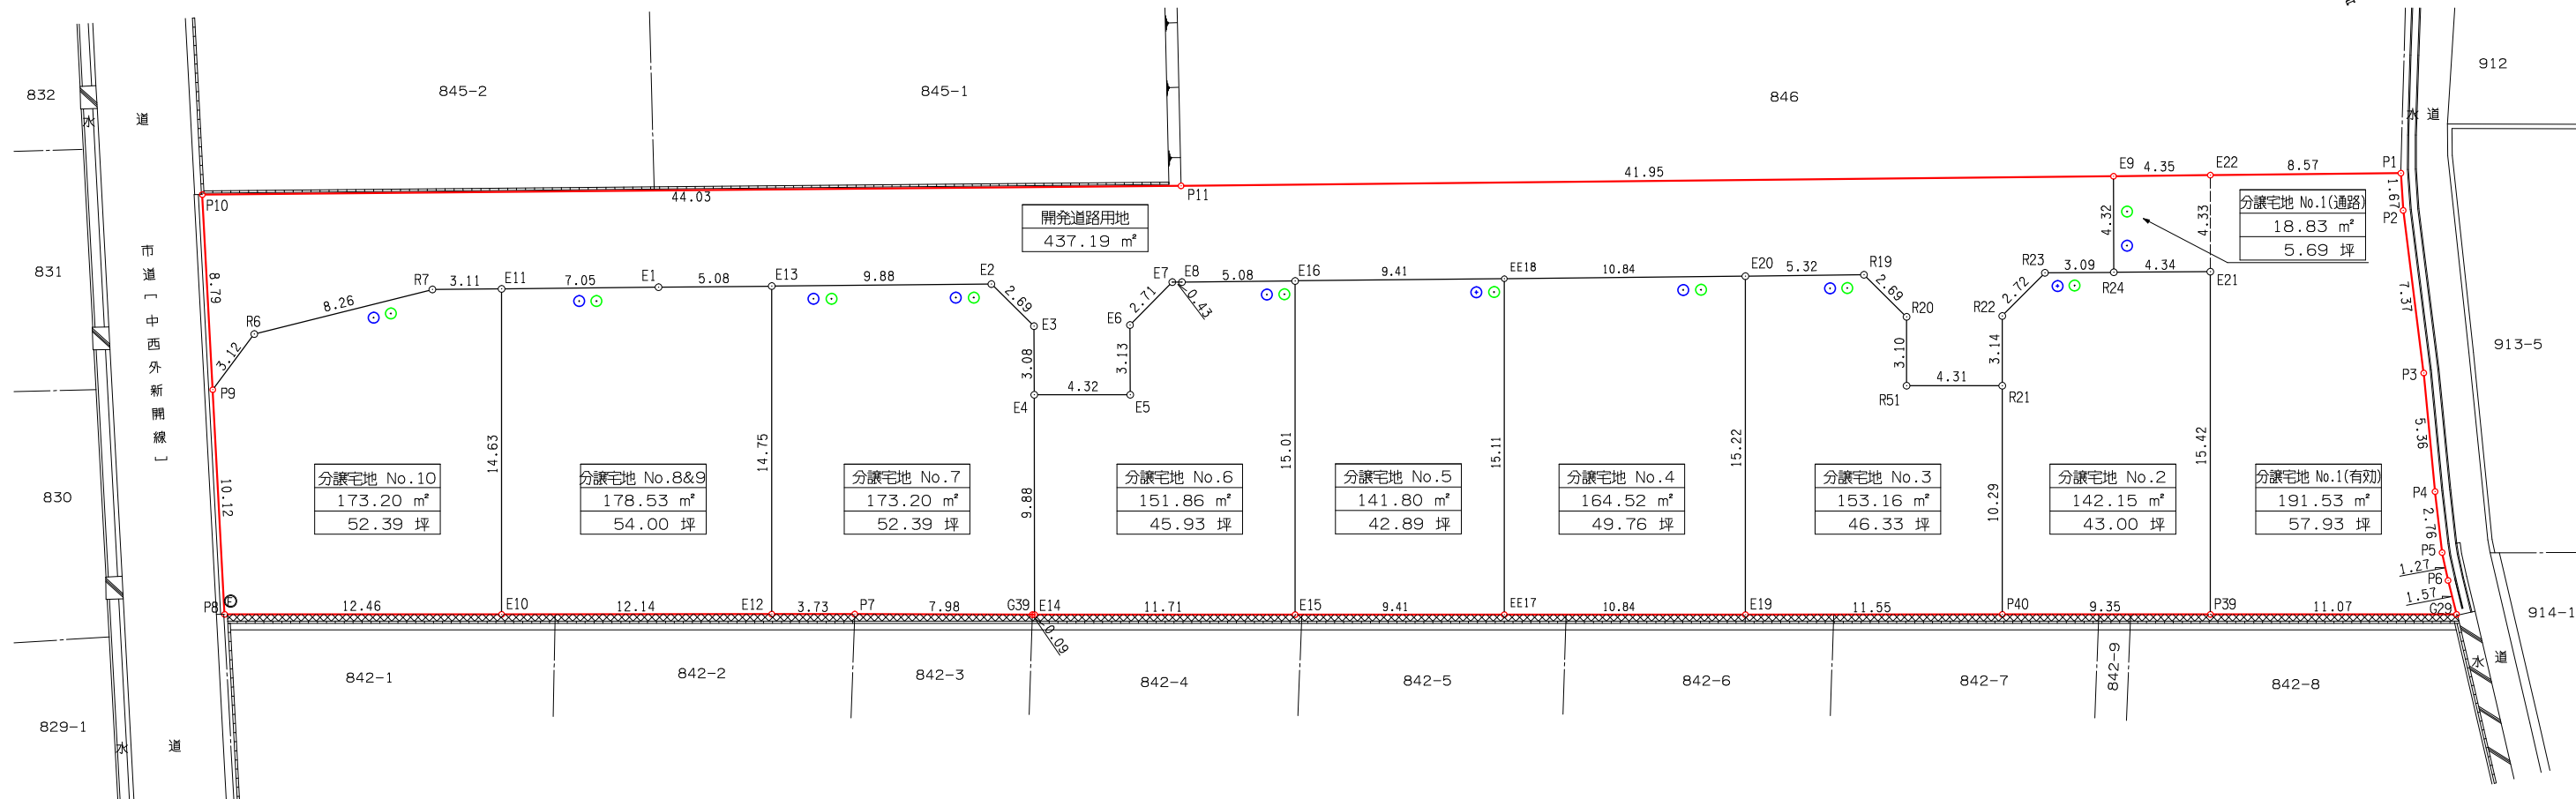 832
水
道
845-2
845-1
846
水 道
912
P10
44.03
P11
41.95
E9
4.35
E22
8.57
P1
1.67
P2
開発道路用地
437.19 ㎡
分譲宅地 No.1(通路)
18.83 ㎡
5.69 坪
4.32
4.33
831
市道[中西外新開線]
8.79
R7
3.11
E11
7.05
E1
5.08
E13
9.88
E2
E7
E8
5.08
E16
9.41
EE18
10.84
E20
5.32
R19
R23
3.09
R24
4.34
E21
7.37
8.26
2.69
2.71
0.43
2.69
2.72
R6
3.12
P9
E3
E6
R20
R22
3.08
3.13
3.10
3.14
913-5
P3
E4
4.32
E5
R51
4.31
R21
5.36
14.63
14.75
15.01
15.11
15.22
15.42
830
10.12
分譲宅地 No.10
173.20 ㎡
52.39 坪
分譲宅地 No.8&9
178.53 ㎡
54.00 坪
分譲宅地 No.7
173.20 ㎡
52.39 坪
9.88
分譲宅地 No.6
151.86 ㎡
45.93 坪
分譲宅地 No.5
141.80 ㎡
42.89 坪
分譲宅地 No.4
164.52 ㎡
49.76 坪
分譲宅地 No.3
153.16 ㎡
46.33 坪
10.29
分譲宅地 No.2
142.15 ㎡
43.00 坪
分譲宅地 No.1(有効)
191.53 ㎡
57.93 坪
P4
2.76
P5
1.27
P6
1.57
G29
P8
12.46
E10
12.14
E12
3.73
P7
7.98
G39
E14
0.09
11.71
E15
9.41
EE17
10.84
E19
11.55
P40
9.35
P39
11.07
914-1
842-1
842-2
842-3
842-4
842-5
842-6
842-7
842-9
842-8
水 道
829-1
水 道